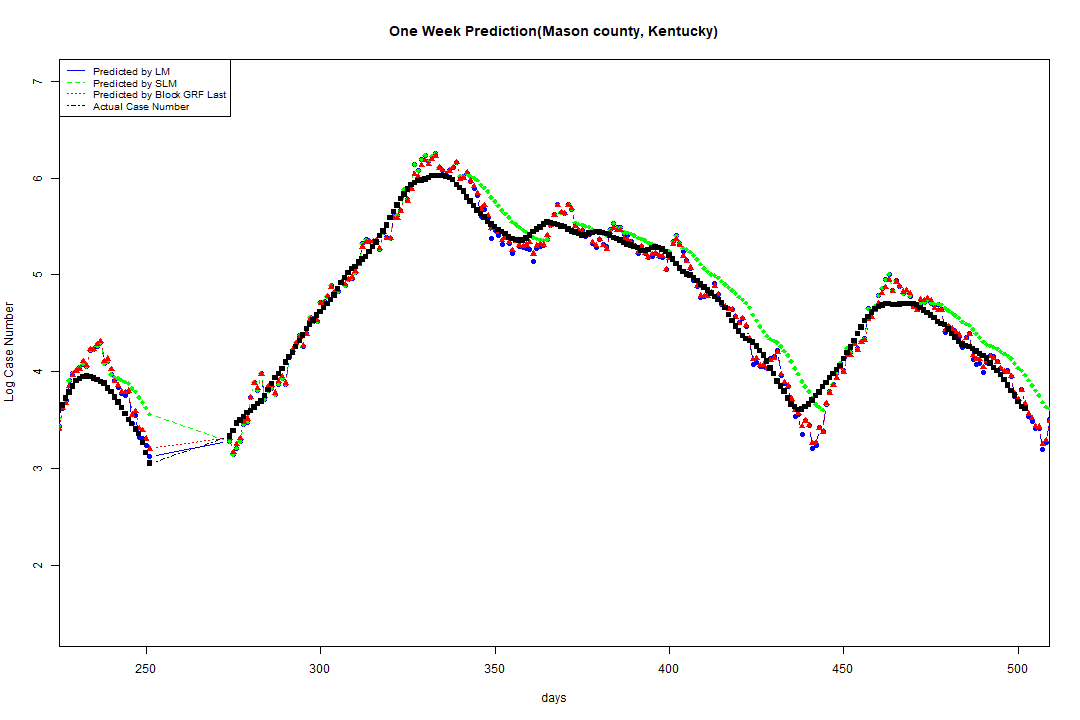 One Week Prediction(Mason county, Kentucky)
Predicted by LM
Predicted by SLM
Predicted by Block GRF Last
Actual Case Number
7
6
5
4
3
2
Log Case Number
250 300 350 400 450 500
days